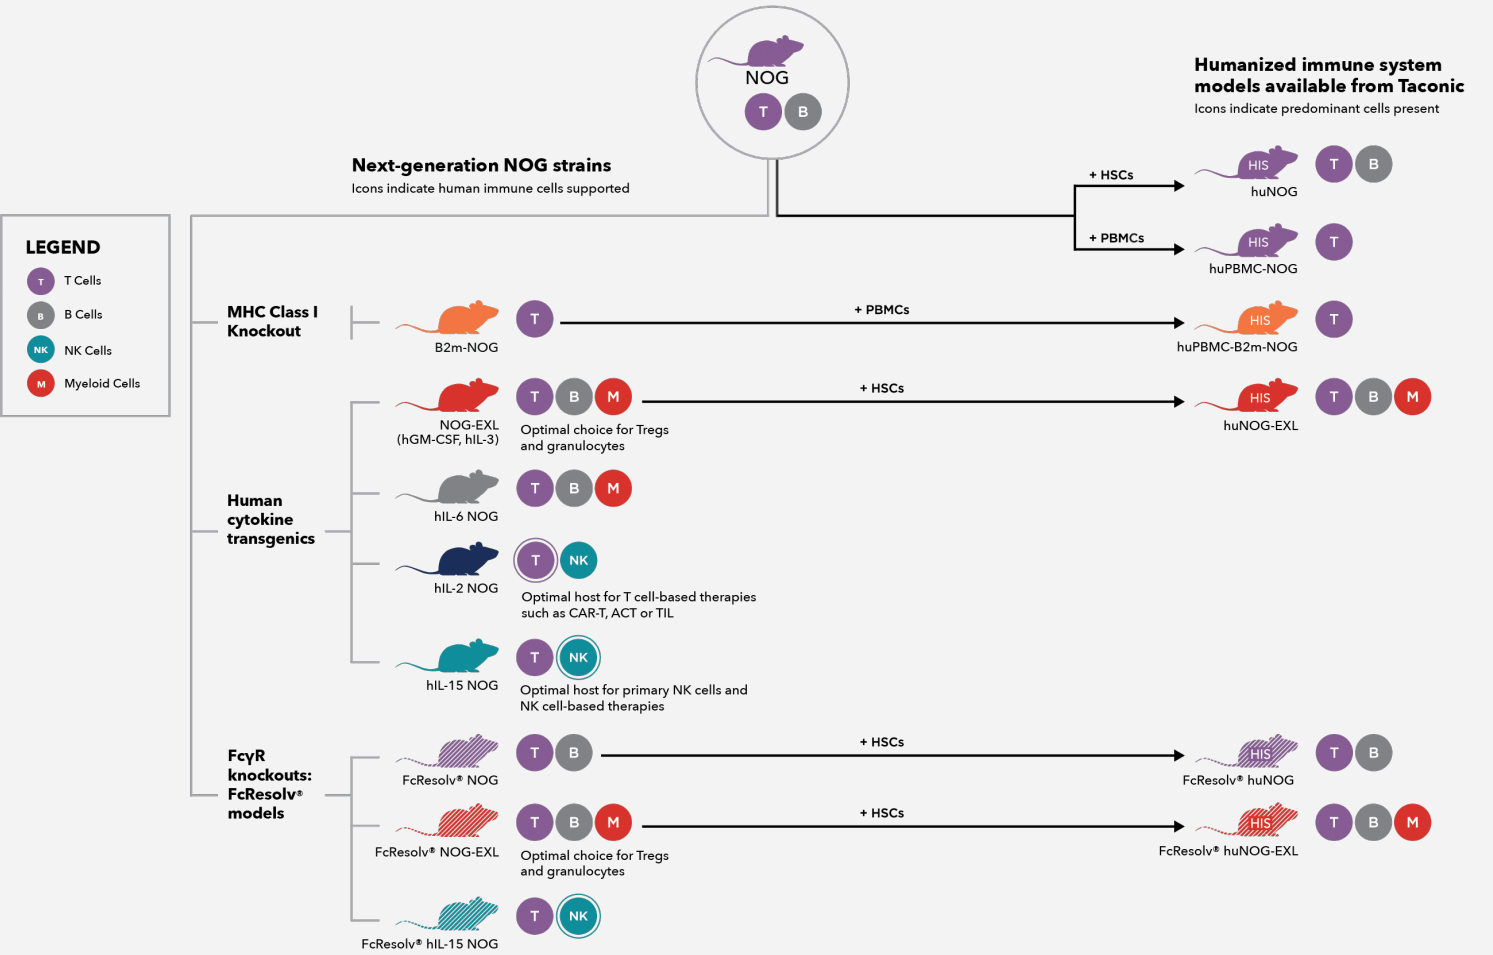 NOG
T B
Humanized immune system
models available from Taconic
Icons indicate predominant cells present
Next-generation NOG strains
Icons indicate human immune cells supported
+ HSCs
HIS
T B
huNOG
+ PBMCs
HIS
T
huPBMC-NOG
LEGEND
T T Cells
B B Cells
NK NK Cells
M Myeloid Cells
MHC Class I
Knockout
T
B2m-NOG
+ PBMCs
HIS
T
huPBMC-B2m-NOG
Human
cytokine
transgenics
T B M
NOG-EXL
(hGM-CSF, hIL-3)
Optimal choice for Tregs
and granulocytes
+ HSCs
HIS
T B M
huNOG-EXL
T B M
hIL-6 NOG
T NK
hIL-2 NOG
Optimal host for T cell-based therapies
such as CAR-T, ACT or TIL
T NK
hIL-15 NOG
Optimal host for primary NK cells and
NK cell-based therapies
FcγR
knockouts:
FcResolv®
models
T B
FcResolv® NOG
+ HSCs
HIS
T B
FcResolv® huNOG
T B M
FcResolv® NOG-EXL
Optimal choice for Tregs
and granulocytes
+ HSCs
HIS
T B M
FcResolv® huNOG-EXL
T NK
FcResolv® hIL-15 NOG